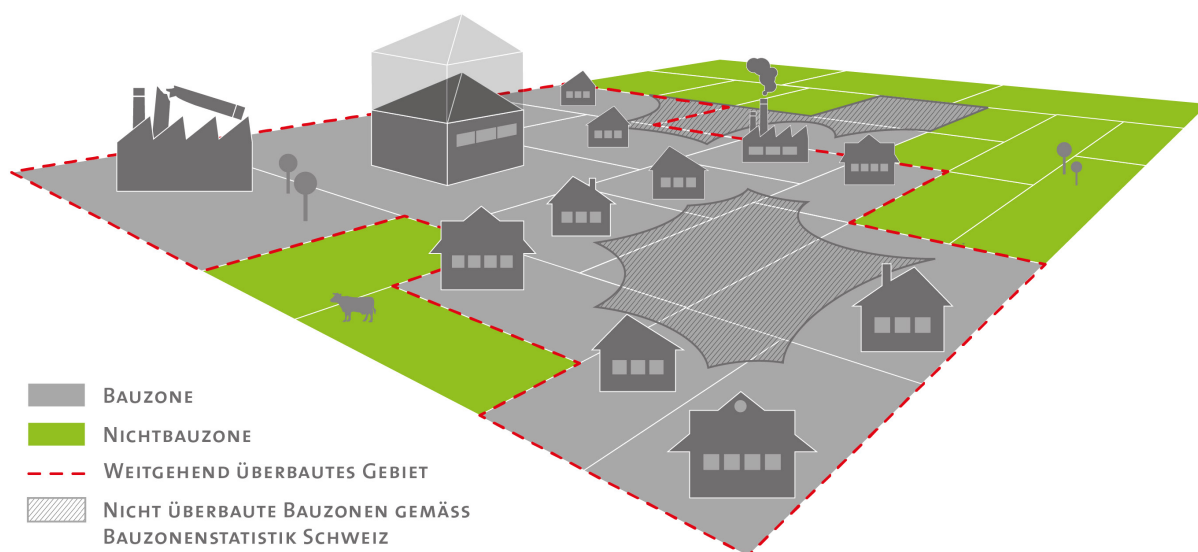 Bauzone
Nichtbauzone
Weitgehend überbautes Gebiet
Nicht überbaute Bauzonen gemäss
Bauzonenstatistik Schweiz